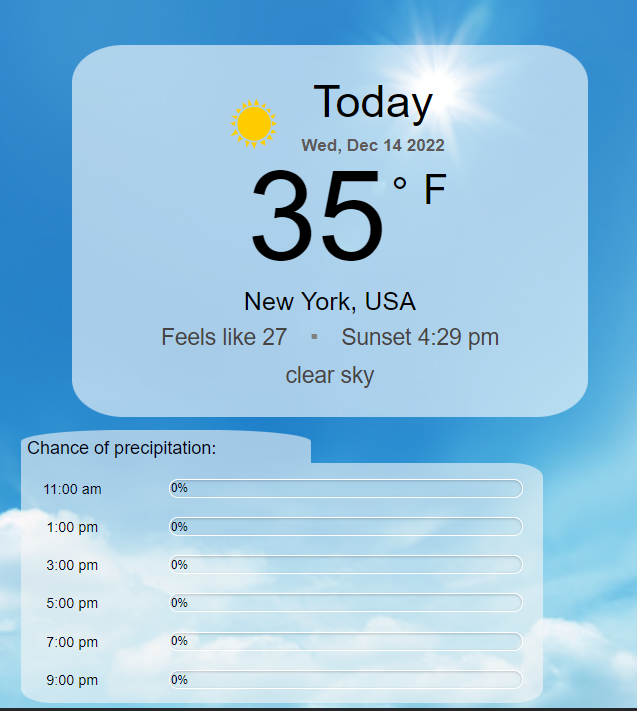 Today
Wed, Dec 14 2022
35° F
New York, USA
Feels like 27 ▪ Sunset 4:29 pm
clear sky
Chance of precipitation:
11:00 am 0%
1:00 pm 0%
3:00 pm 0%
5:00 pm 0%
7:00 pm 0%
9:00 pm 0%